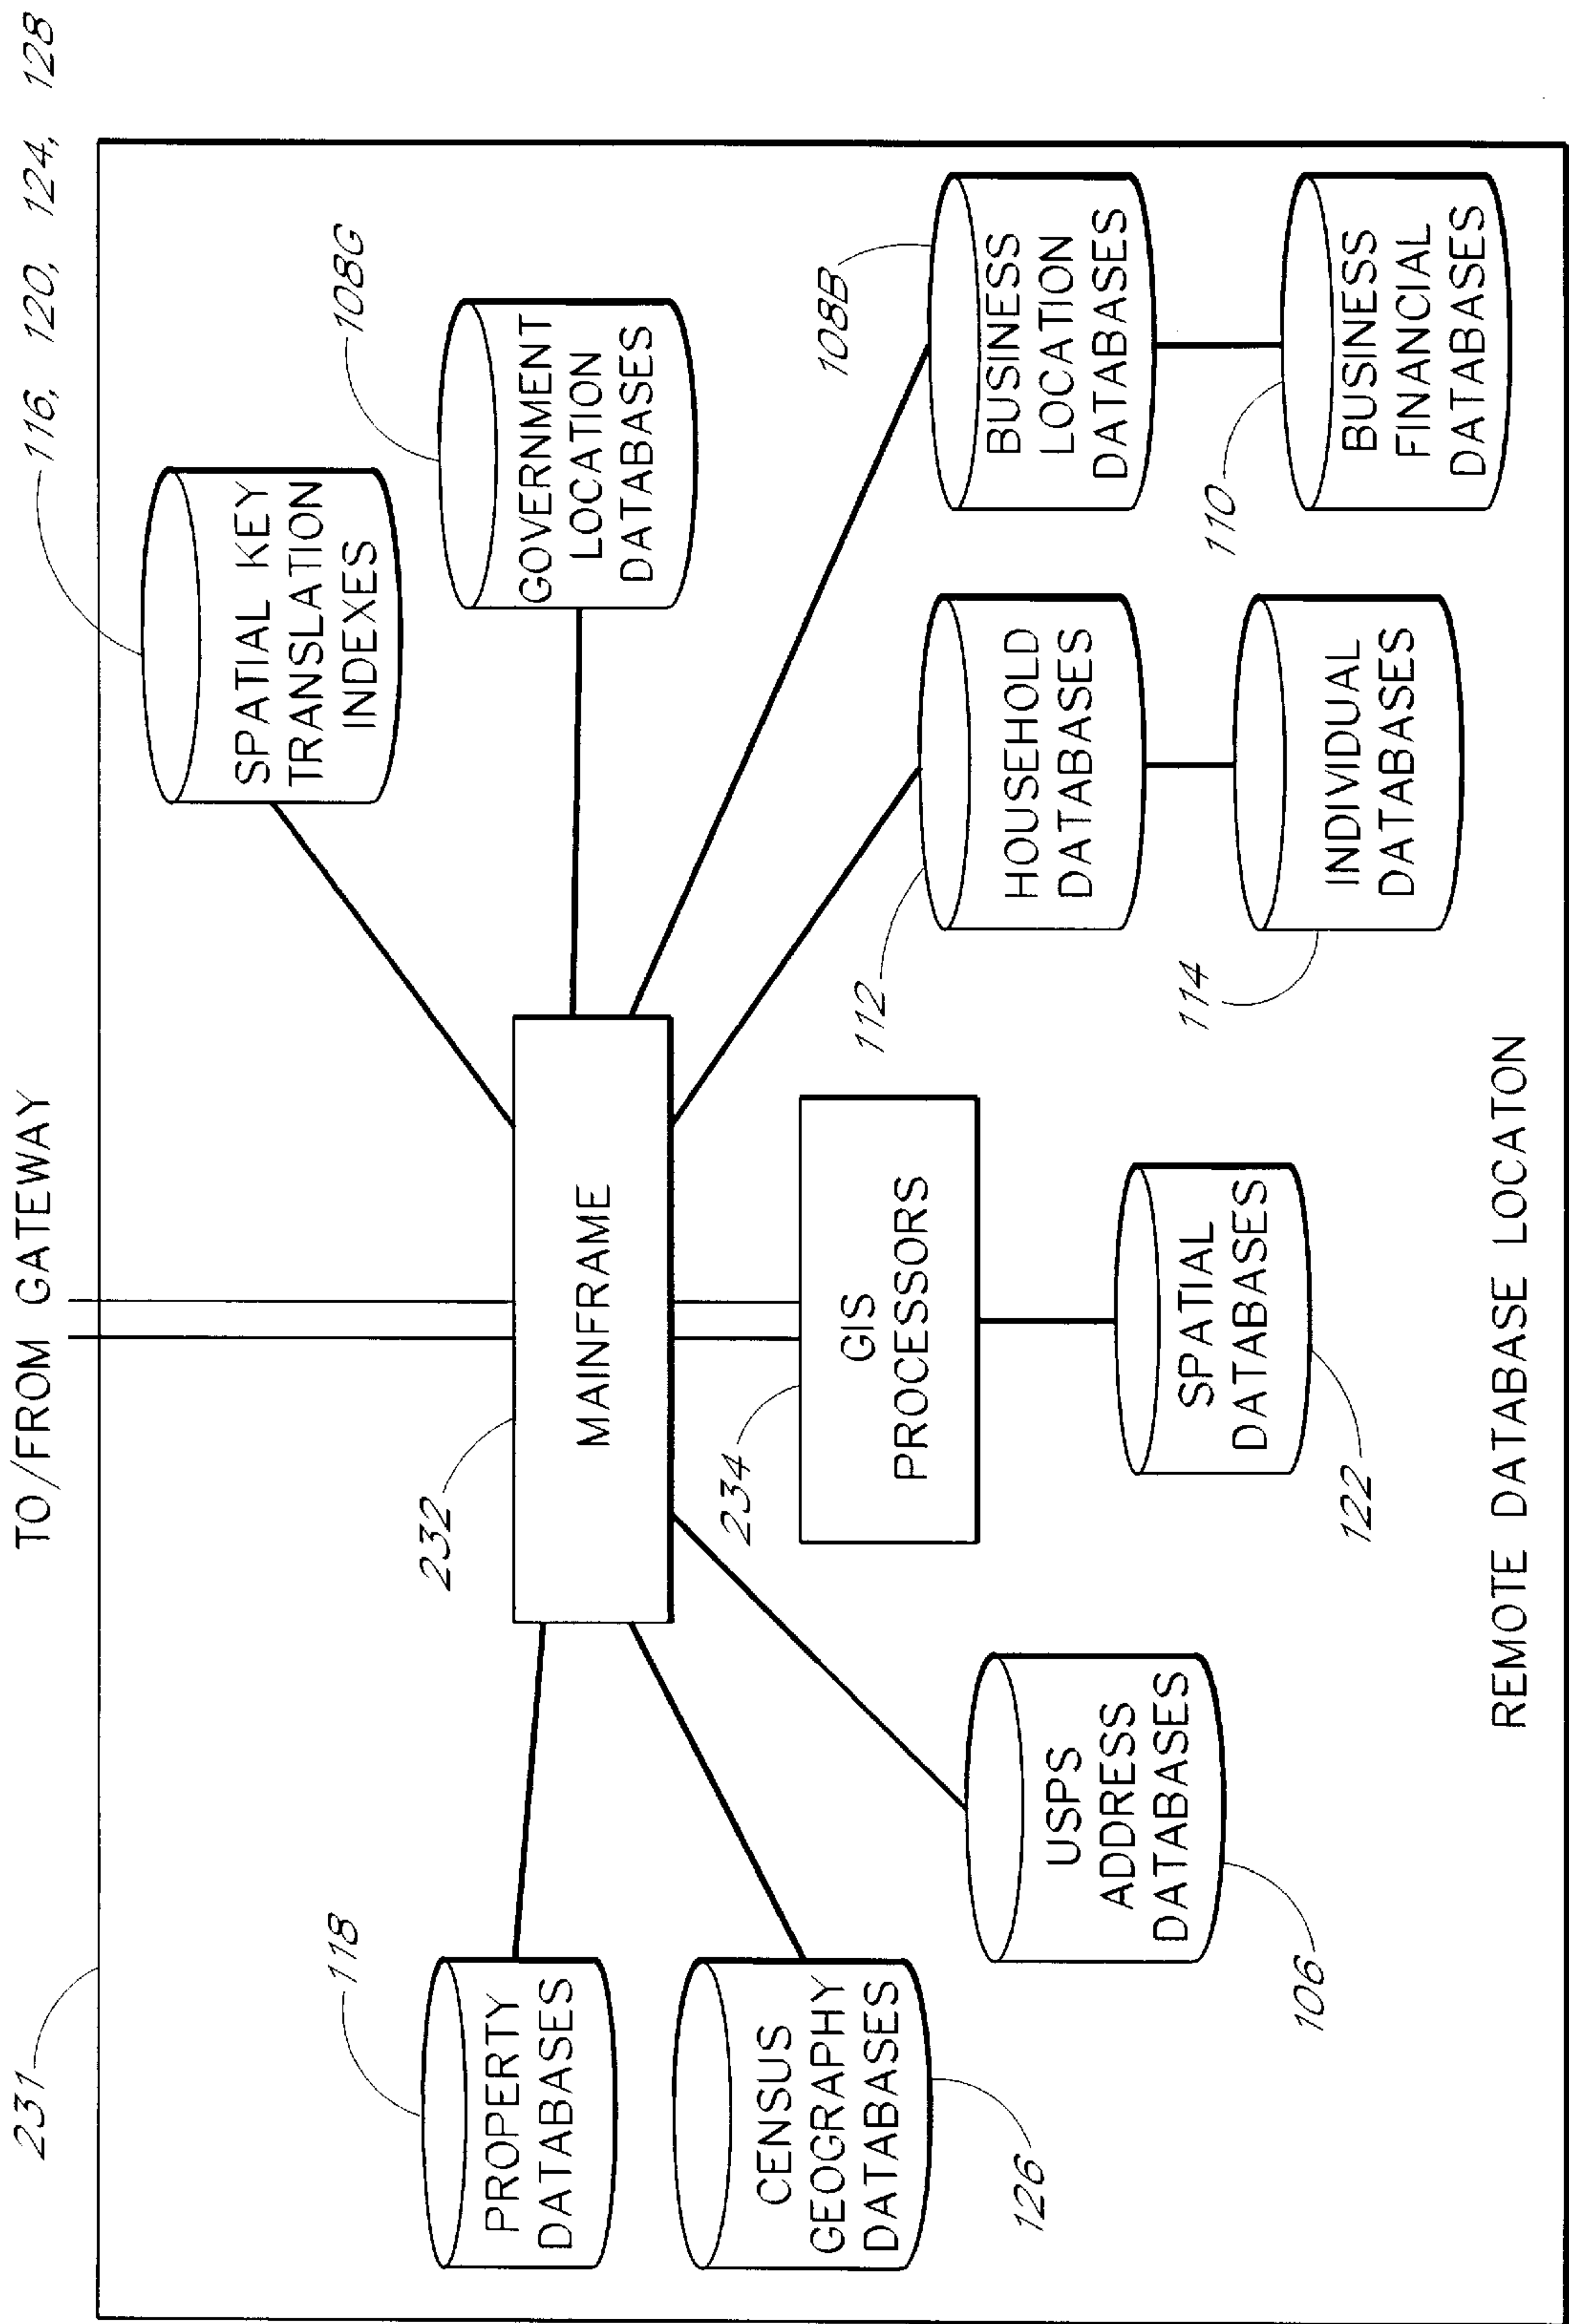 TO/FROM GATEWAY
231
116, 120, 124, 128
SPATIAL KEY
TRANSLATION
INDEXES
108G
GOVERNMENT
LOCATION
DATABASES
118
PROPERTY
DATABASES
232
MAINFRAME
CENSUS
GEOGRAPHY
DATABASES
126
234
GIS
PROCESSORS
108B
BUSINESS
LOCATION
DATABASES
112
HOUSEHOLD
DATABASES
USPS
ADDRESS
DATABASES
106
SPATIAL
DATABASES
122
114
INDIVIDUAL
DATABASES
110
BUSINESS
FINANCIAL
DATABASES
REMOTE DATABASE LOCATON